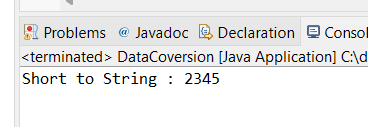 Problems @ Javadoc Declaration Consol
<terminated> DataCoversion [Java Application] C:\d
Short to String : 2345